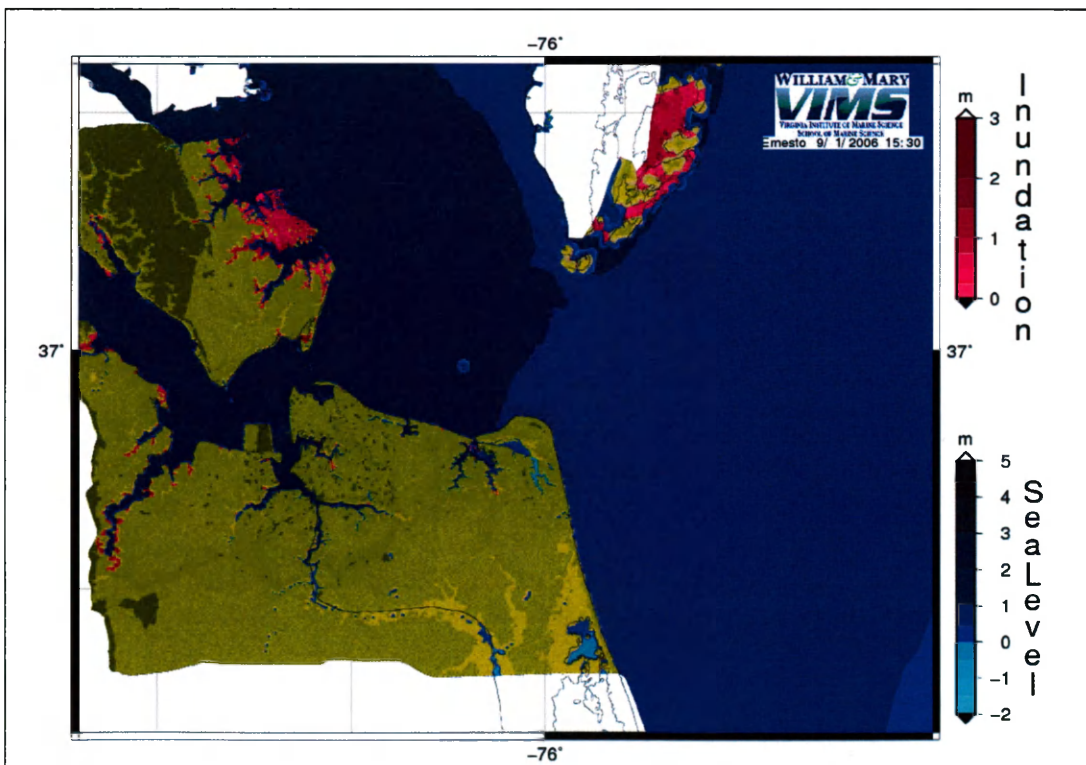 -76°
WILLIAM & MARY
VIMS
VIRGINIA INSTITUTE OF MARINE SCIENCE
SCHOOL OF MARINE SCIENCE
Ernesto 9/ 1/ 2006 15:30
m
3
2
1
0
Inundation
37°
37°
m
5
4
3
2
1
0
-1
-2
SeaLevel
-76°